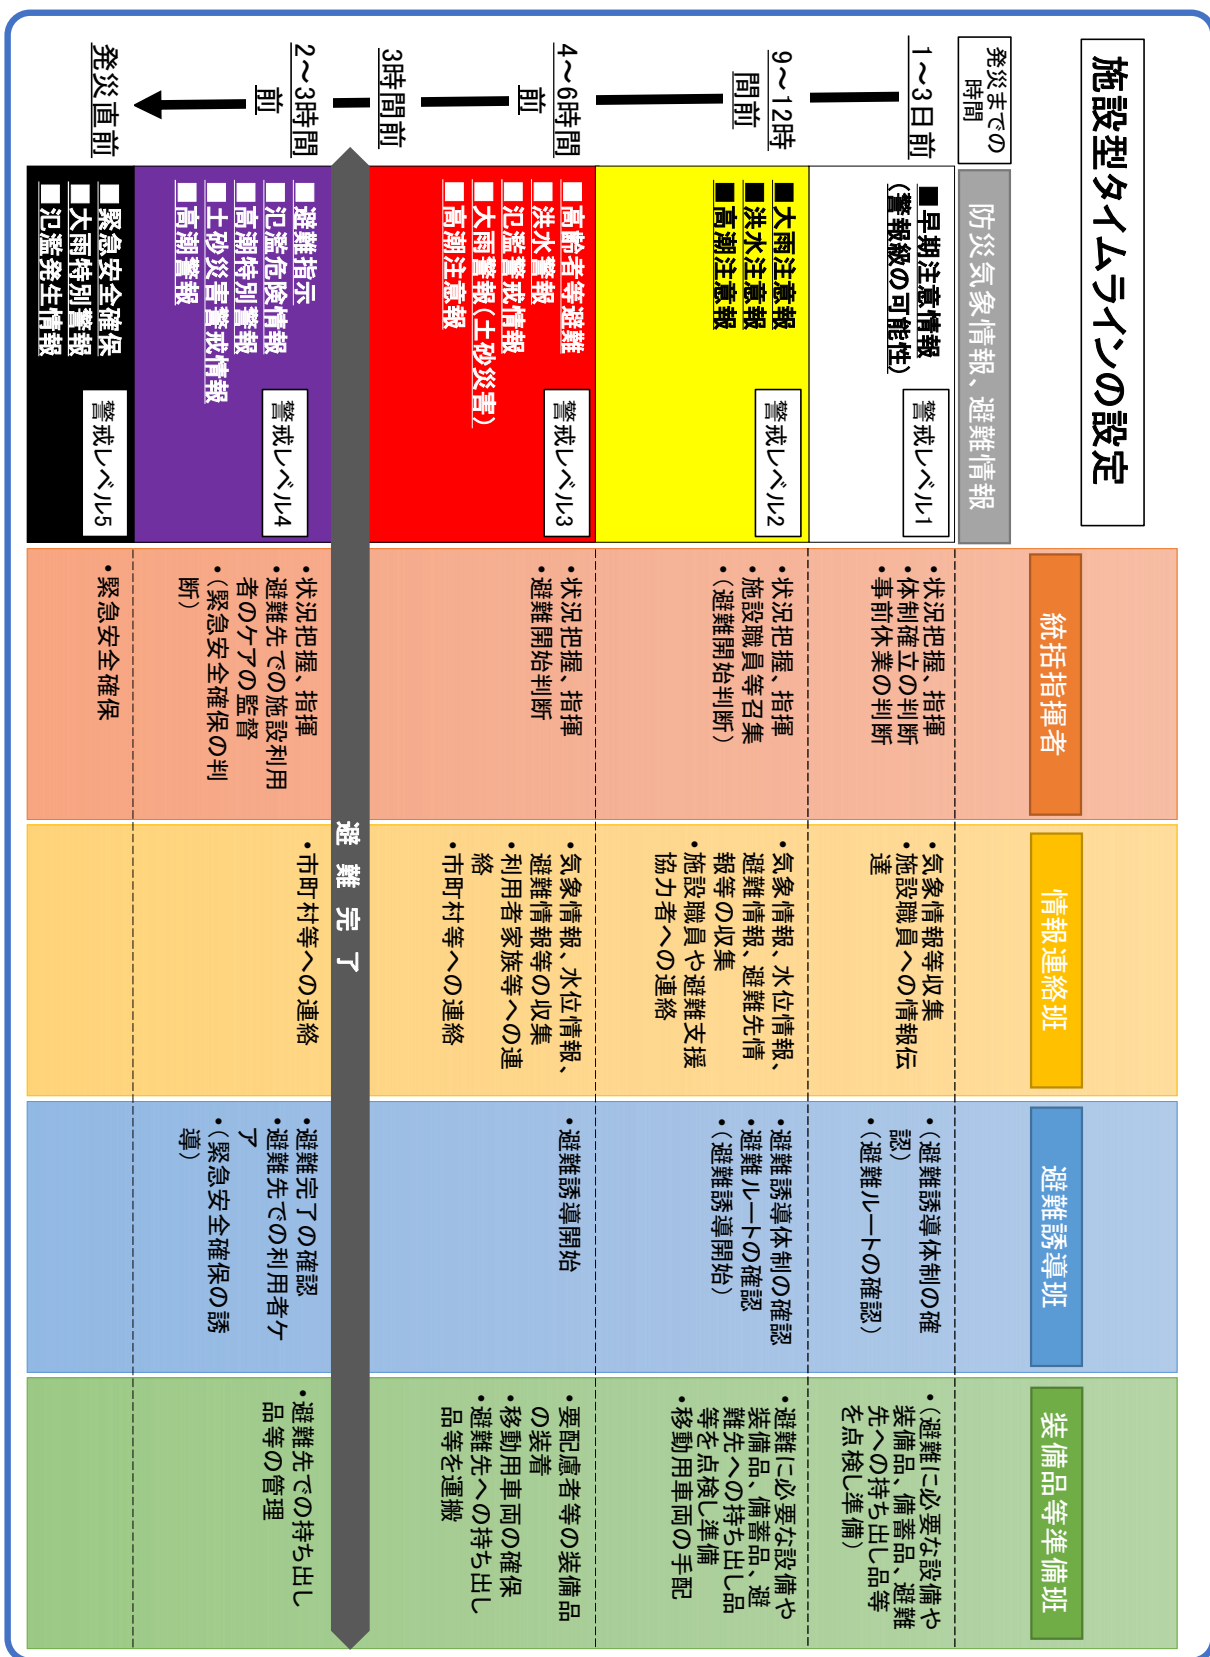 施設型タイムラインの設定
発災までの
時間
防災気象情報、避難情報
統括指揮者
情報連絡班
避難誘導班
装備品等準備班
1～3日前
■早期注意情報
（警報級の可能性）
警戒レベル1
・状況把握、指揮
・体制確立の判断
・事前休業の判断
・気象情報等収集
・施設職員への情報伝
達
・（避難誘導体制の確
認）
・（避難ルートの確認）
・（避難に必要な設備や
装備品、備蓄品、避難
先への持ち出し品等
を点検し準備）
9～12時
間前
■大雨注意報
■洪水注意報
■高潮注意報
警戒レベル2
・状況把握、指揮
・施設職員等召集
・（避難開始判断）
・気象情報、水位情報、
避難情報、避難先情
報等の収集
・施設職員や避難支援
協力者への連絡
・避難誘導体制の確認
・避難ルートの確認
・（避難誘導開始）
・避難に必要な設備や
装備品、備蓄品、避
難先への持ち出し品
等を点検し準備
・移動用車両の手配
4～6時間
前
■高齢者等避難
■洪水警報
■氾濫警戒情報
■大雨警報（土砂災害）
■高潮注意報
警戒レベル3
・状況把握、指揮
・避難開始判断
・気象情報、水位情報、
避難情報等の収集
・利用者家族等への連
絡
・市町村等への連絡
・避難誘導開始
・要配慮者等の装備品
の装着
・移動用車両の確保
・避難先への持ち出し
品等を運搬
3時間前
避難完了
2～3時間
前
■避難指示
■氾濫危険情報
■高潮特別警報
■土砂災害警戒情報
■高潮警報
警戒レベル4
・状況把握、指揮
・避難先での施設利用
者のケアの監督
・（緊急安全確保の判
断）
・市町村等への連絡
・避難完了の確認
・避難先での利用者ケ
ア
・（緊急安全確保の誘
導）
・避難先での持ち出し
品等の管理
発災直前
■緊急安全確保
■大雨特別警報
■氾濫発生情報
警戒レベル5
・緊急安全確保